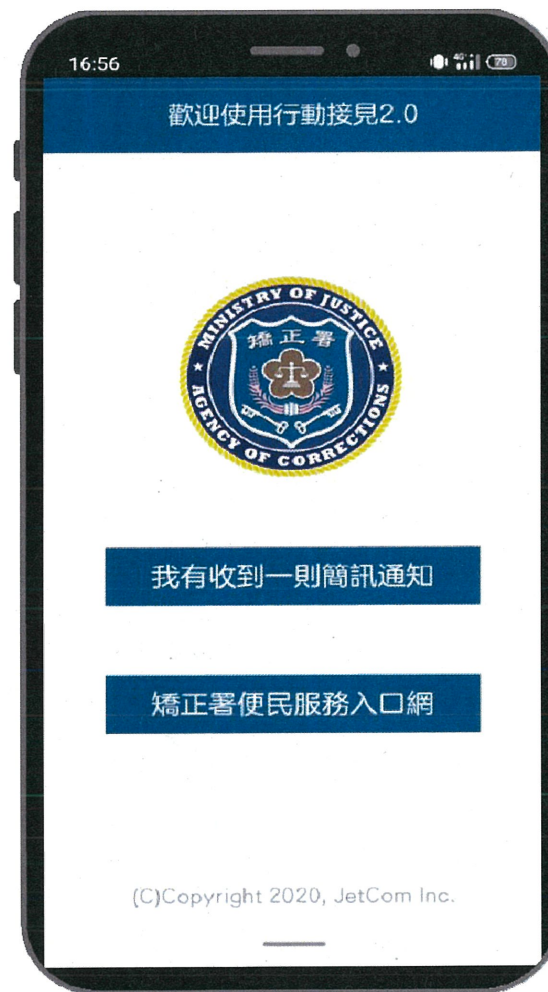 16:56
4G
78
歡迎使用行動接見2.0
MINISTRY OF JUSTICE
矯正署
AGENCY OF CORRECTIONS
我有收到一則簡訊通知
矯正署便民服務入口網
(C)Copyright 2020, JetCom Inc.